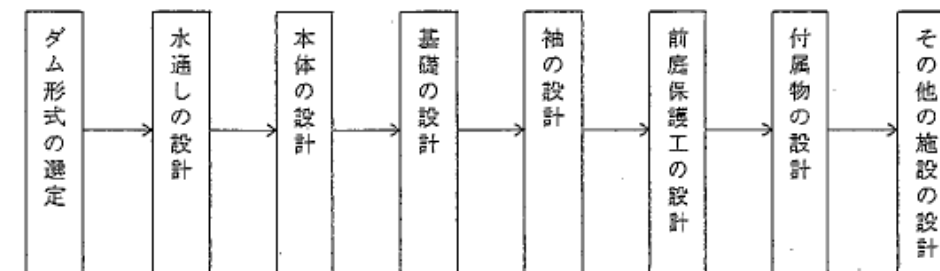 ダム形式の選定
水通しの設計
本体の設計
基礎の設計
袖の設計
前庭保護工の設計
付属物の設計
その他の施設の設計